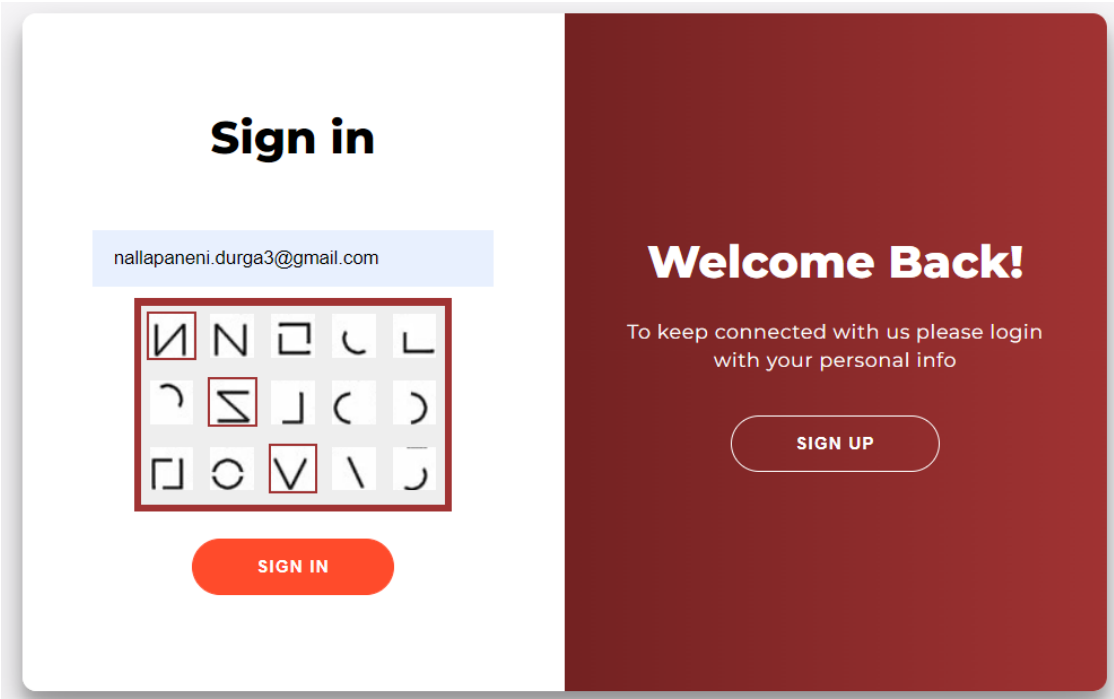 Sign in
nallapaneni.durga3@gmail.com
SIGN IN
Welcome Back!
To keep connected with us please login
with your personal info
SIGN UP